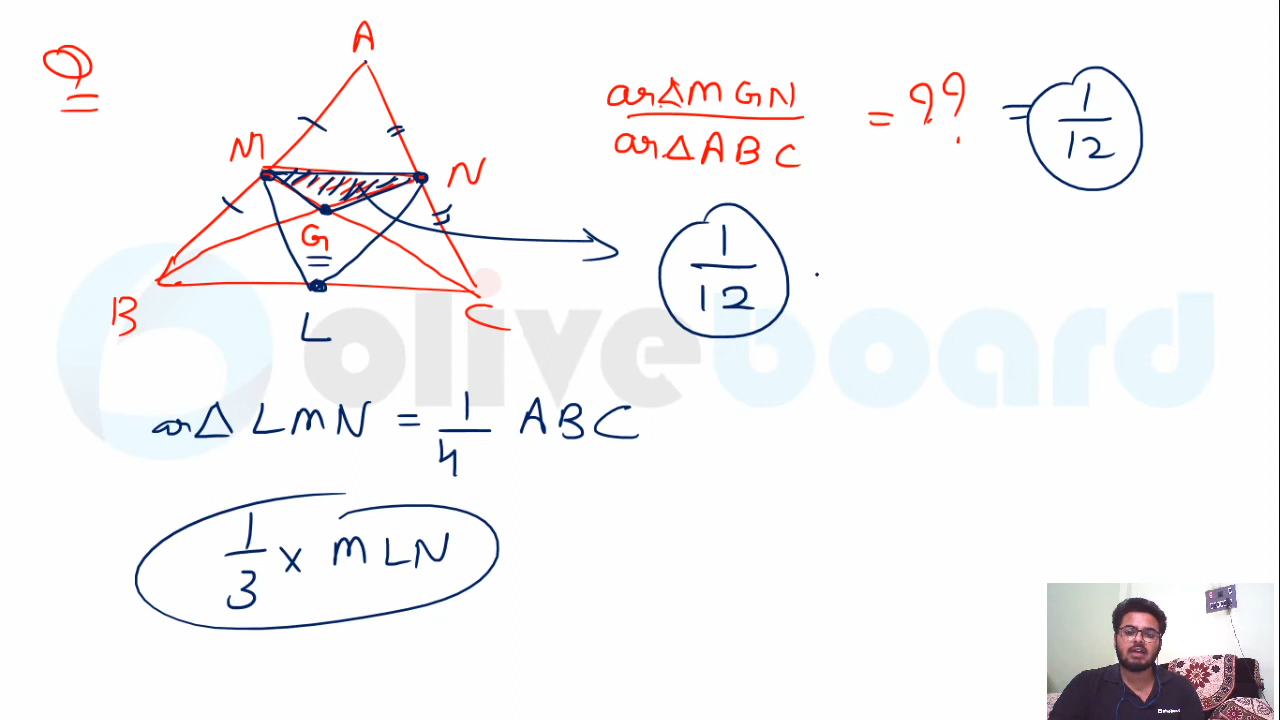 Q
A
M
N
G
B
L
C
ar△MGN
ar△ABC
= ??
= 1/12
1/12
ar△LMN = 1/4 ABC
1/3 × MLN
oliveboard